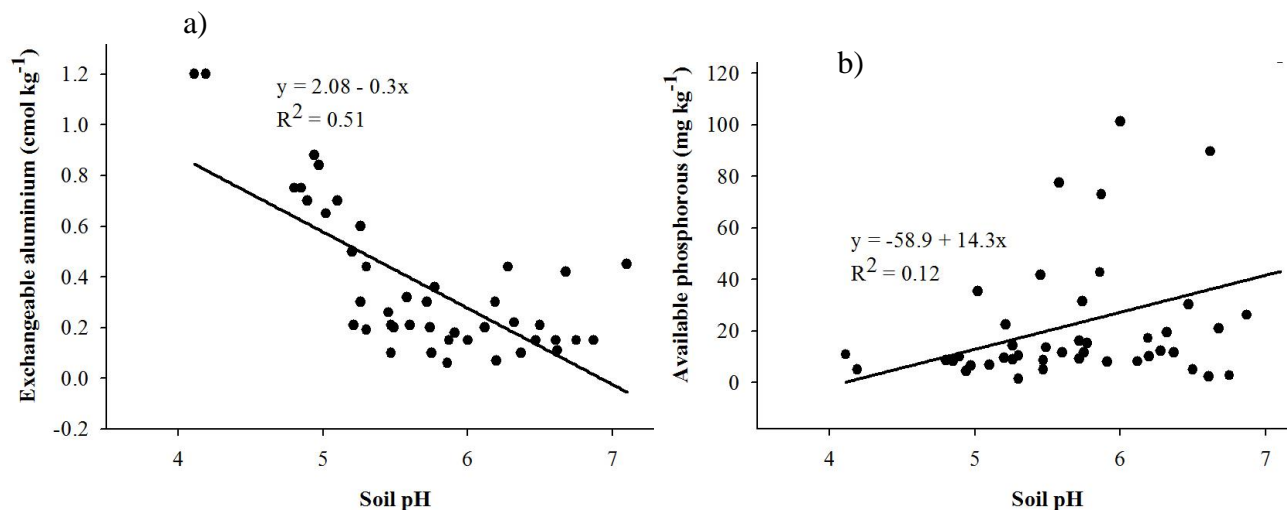 a)
Exchangeable aluminium (cmol kg-1)
1.2
1.0
0.8
0.6
0.4
0.2
0.0
-0.2
y = 2.08 - 0.3x
R2 = 0.51
4 5 6 7
Soil pH
b)
Available phosphorous (mg kg-1)
120
100
80
60
40
20
0
y = -58.9 + 14.3x
R2 = 0.12
4 5 6 7
Soil pH